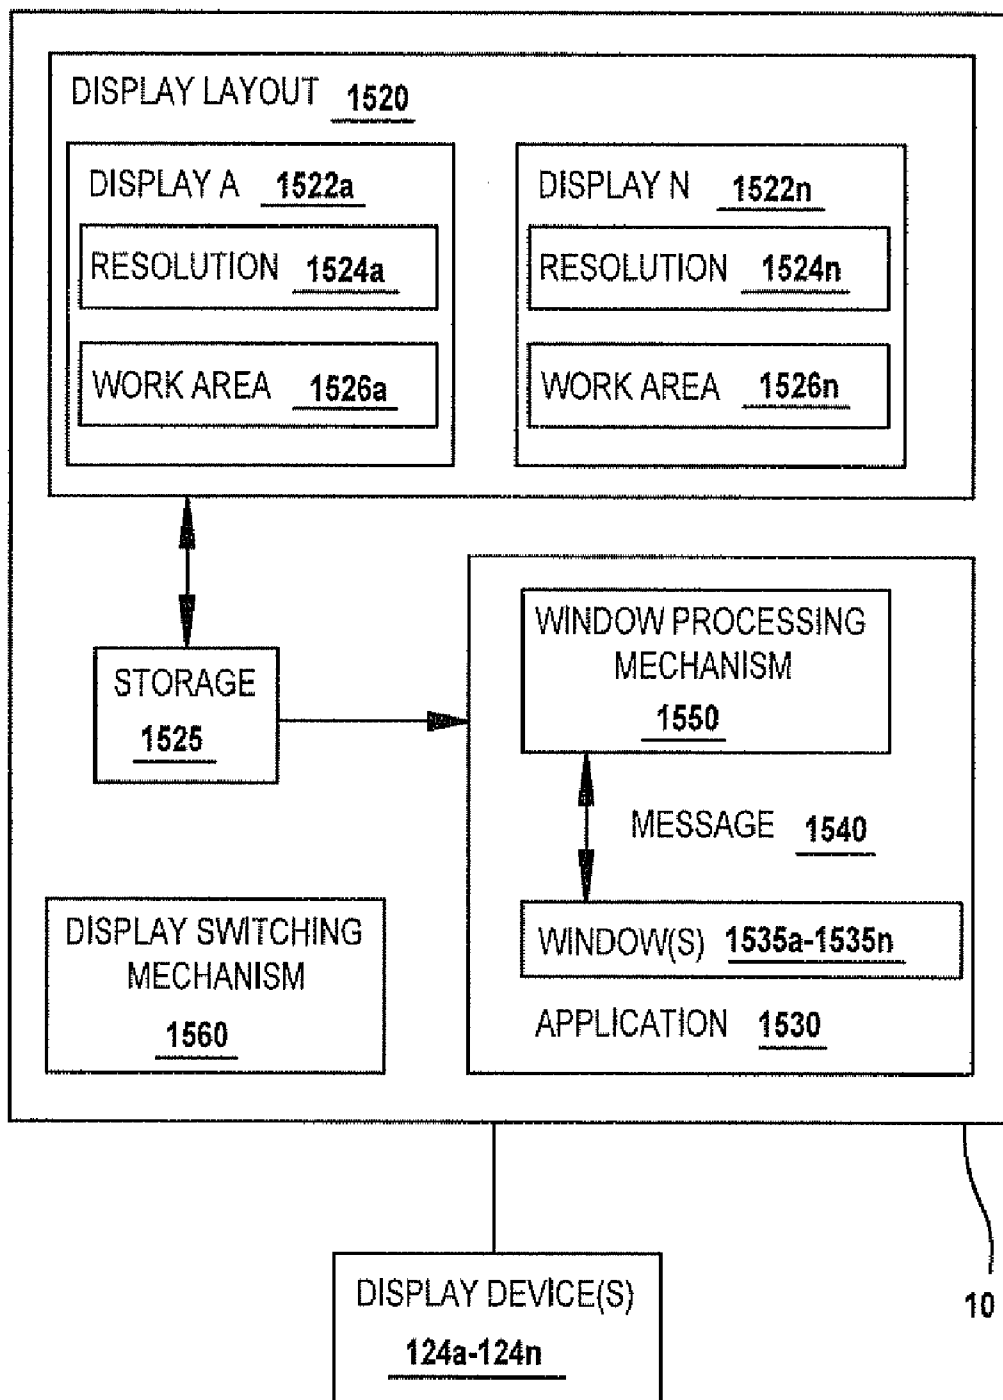 DISPLAY LAYOUT 1520
DISPLAY A 1522a
RESOLUTION 1524a
WORK AREA 1526a
DISPLAY N 1522n
RESOLUTION 1524n
WORK AREA 1526n
STORAGE
1525
WINDOW PROCESSING
MECHANISM
1550
MESSAGE 1540
WINDOW(S) 1535a-1535n
APPLICATION 1530
DISPLAY SWITCHING
MECHANISM
1560
DISPLAY DEVICE(S)
124a-124n
10